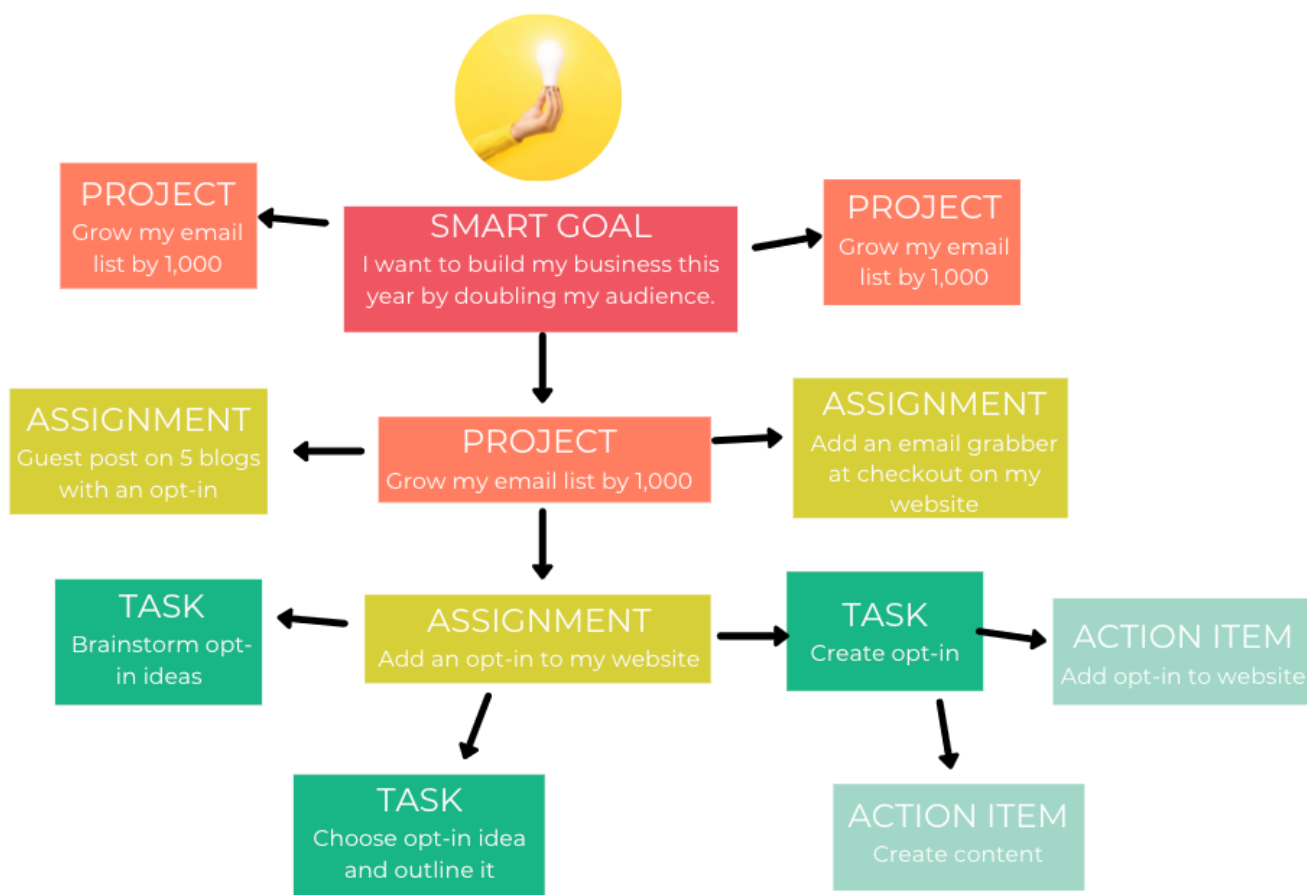 PROJECT
Grow my email
list by 1,000
SMART GOAL
I want to build my business this
year by doubling my audience.
PROJECT
Grow my email
list by 1,000
ASSIGNMENT
Guest post on 5 blogs
with an opt-in
PROJECT
Grow my email list by 1,000
ASSIGNMENT
Add an email grabber
at checkout on my
website
TASK
Brainstorm opt-
in ideas
ASSIGNMENT
Add an opt-in to my website
TASK
Create opt-in
ACTION ITEM
Add opt-in to website
TASK
Choose opt-in idea
and outline it
ACTION ITEM
Create content